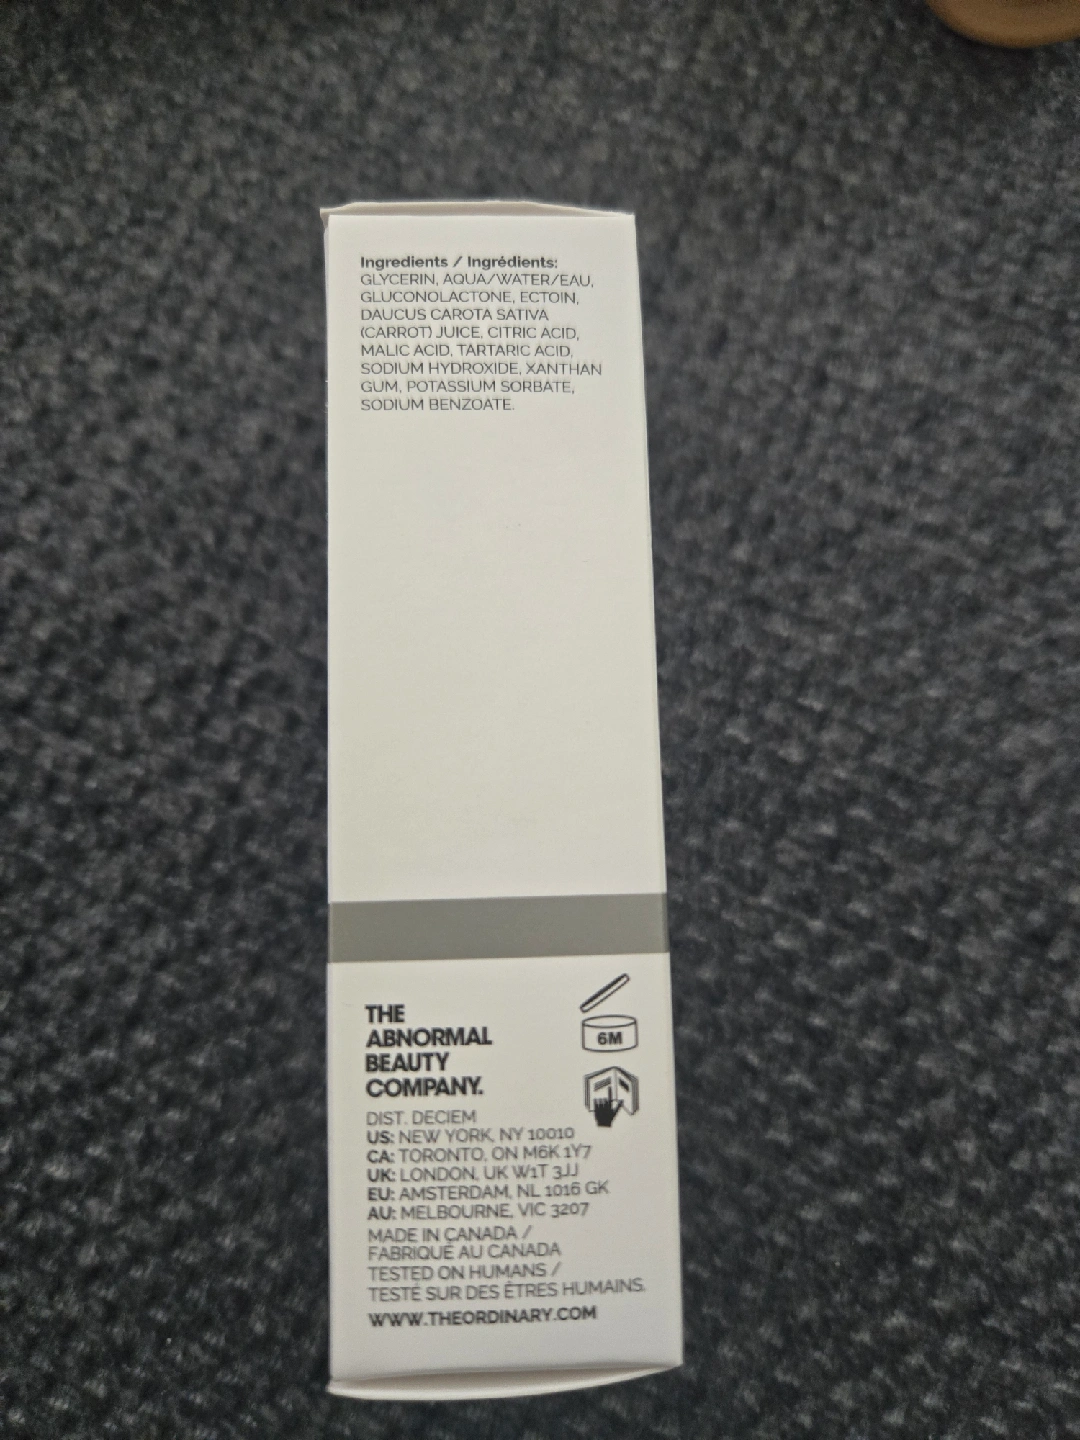 Ingredients / Ingrédients:
GLYCERIN, AQUA/WATER/EAU,
GLUCONOLACTONE, ECTOIN,
DAUCUS CAROTA SATIVA
(CARROT) JUICE, CITRIC ACID,
MALIC ACID, TARTARIC ACID,
SODIUM HYDROXIDE, XANTHAN
GUM, POTASSIUM SORBATE,
SODIUM BENZOATE.
THE
ABNORMAL
BEAUTY
COMPANY.
6M
DIST. DECIEM
US: NEW YORK, NY 10010
CA: TORONTO, ON M6K 1Y7
UK: LONDON, UK W1T 3JJ
EU: AMSTERDAM, NL 1016 GK
AU: MELBOURNE, VIC 3207
MADE IN CANADA /
FABRIQUÉ AU CANADA
TESTED ON HUMANS /
TESTÉ SUR DES ÊTRES HUMAINS.
WWW.THEORDINARY.COM